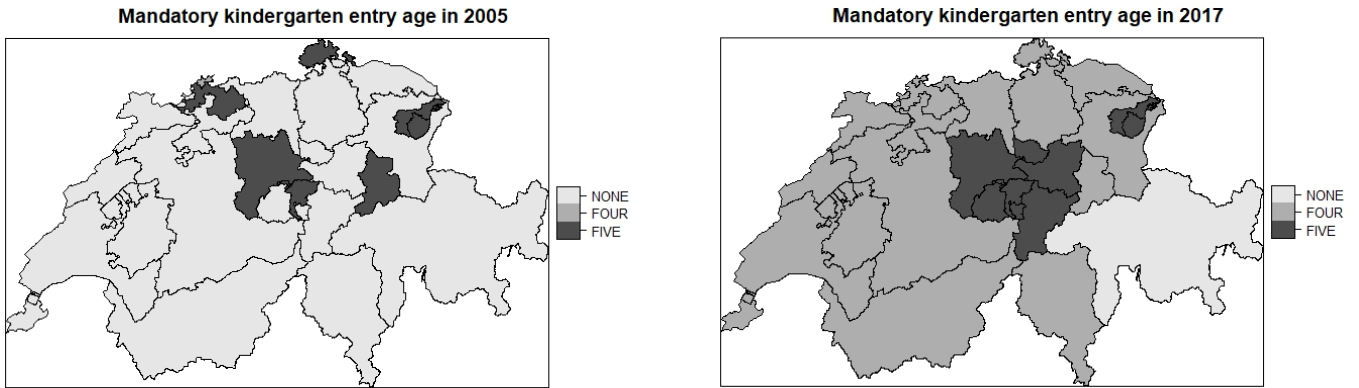 Mandatory kindergarten entry age in 2005
NONE
FOUR
FIVE
Mandatory kindergarten entry age in 2017
NONE
FOUR
FIVE